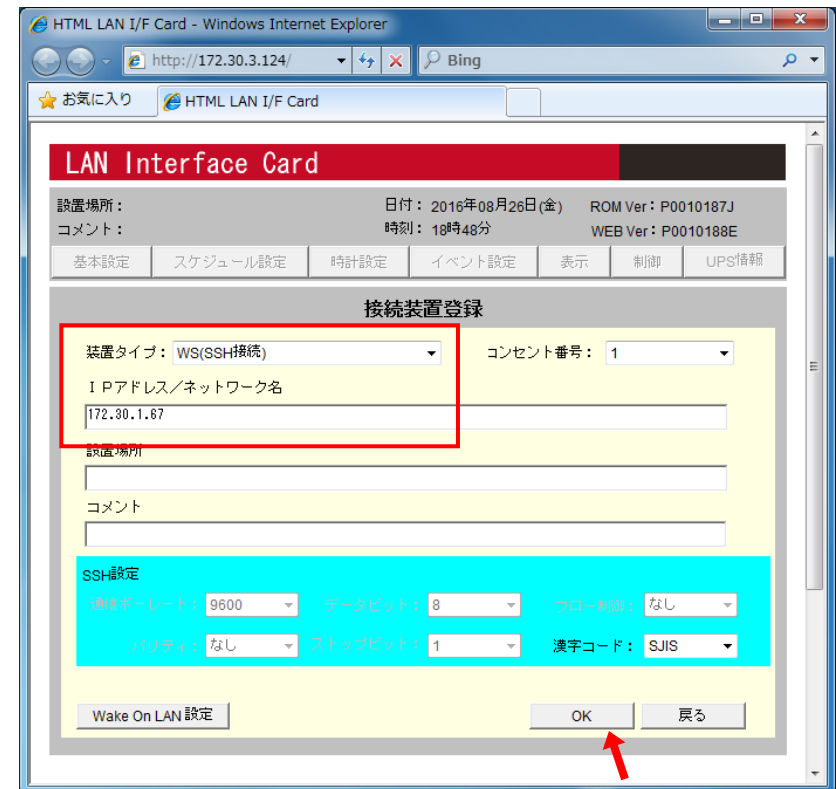 HTML LAN I/F Card - Windows Internet Explorer
http://172.30.3.124/ Bing
お気に入り HTML LAN I/F Card
LAN Interface Card
設置場所： 日付： 2016年08月26日(金) ROM Ver：P0010187J
コメント： 時刻： 18時48分 WEB Ver：P0010188E
基本設定 スケジュール設定 時計設定 イベント設定 表示 制御 UPS情報
接続装置登録
装置タイプ： WS(SSH接続) コンセント番号： 1
ＩＰアドレス／ネットワーク名
172.30.1.67
設置場所
コメント
SSH設定
通信ボーレート： 9600 データビット： 8 フロー制御： なし
パリティ： なし ストップビット： 1 漢字コード： SJIS
Wake On LAN 設定 OK 戻る